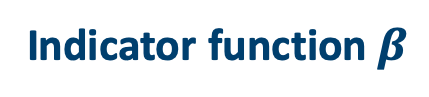 Indicator function 𝜷